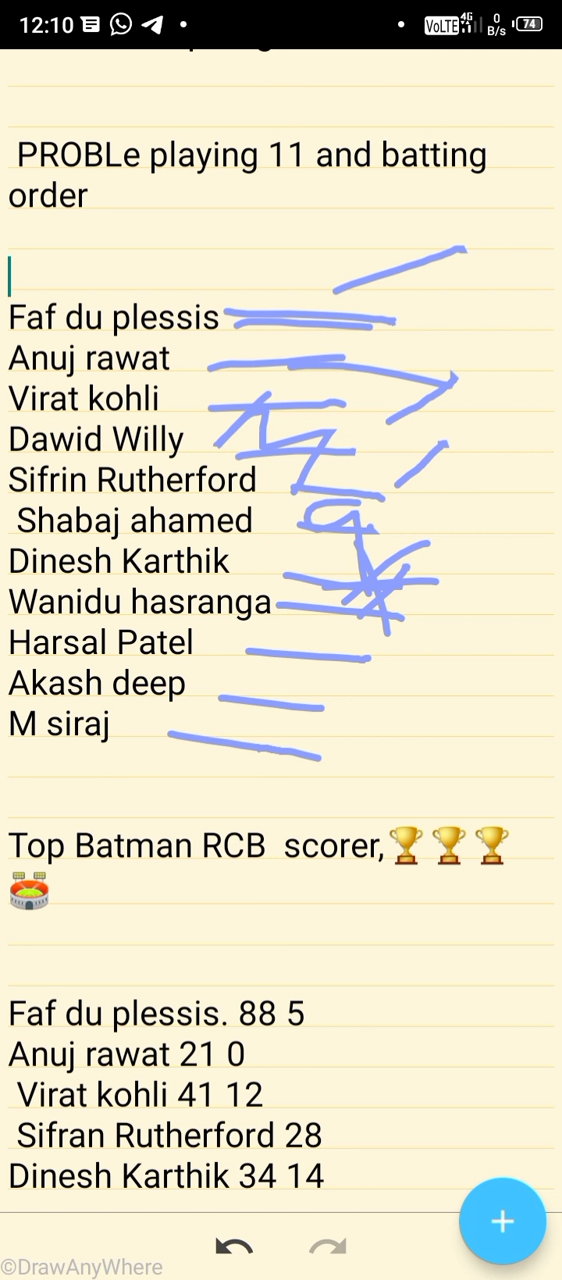 12:10
VoLTE 4G 0 B/s 74
PROBLe playing 11 and batting
order
Faf du plessis
Anuj rawat
Virat kohli
Dawid Willy
Sifrin Rutherford
Shabaj ahamed
Dinesh Karthik
Wanidu hasranga
Harsal Patel
Akash deep
M siraj
Top Batman RCB scorer,🏆🏆🏆
🏟️
Faf du plessis. 88 5
Anuj rawat 21 0
Virat kohli 41 12
Sifran Rutherford 28
Dinesh Karthik 34 14
©DrawAnyWhere